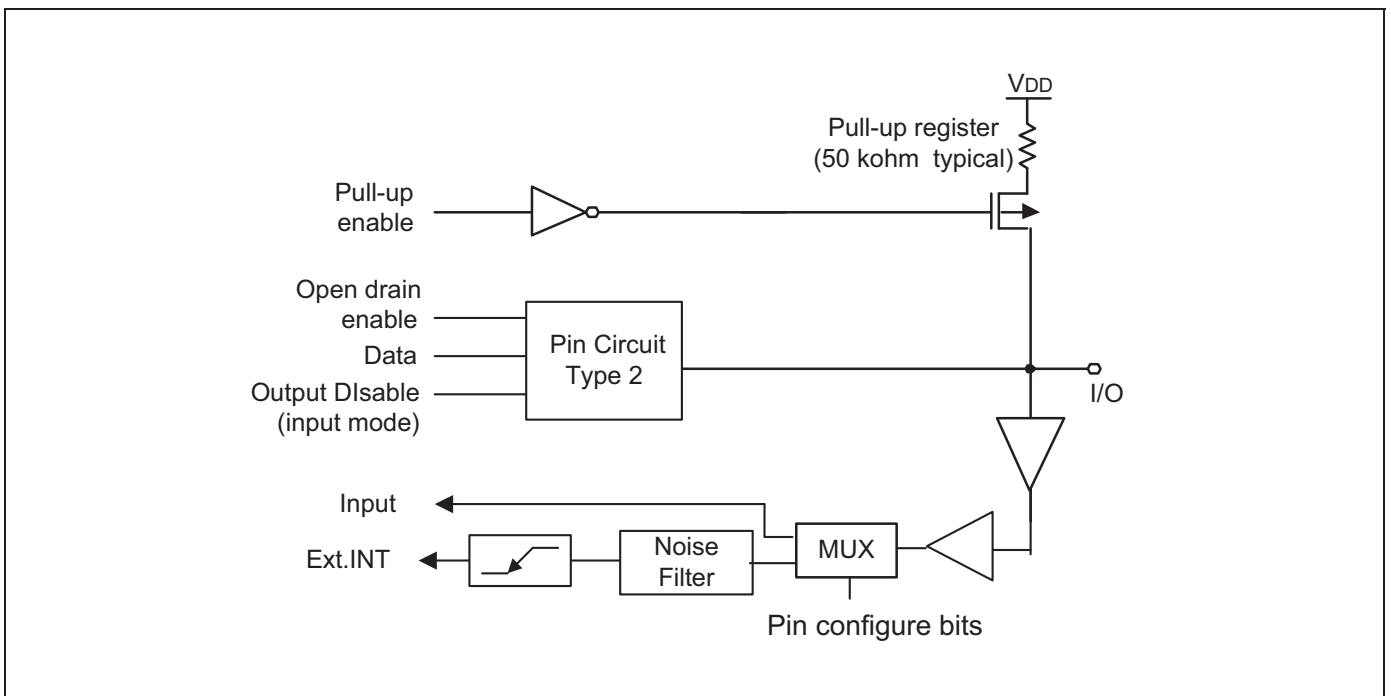 VDD
Pull-up register
(50 kohm typical)
Pull-up
enable
Open drain
enable
Data
Output DIsable
(input mode)
Pin Circuit
Type 2
I/O
Input
Ext.INT
Noise
Filter
MUX
Pin configure bits